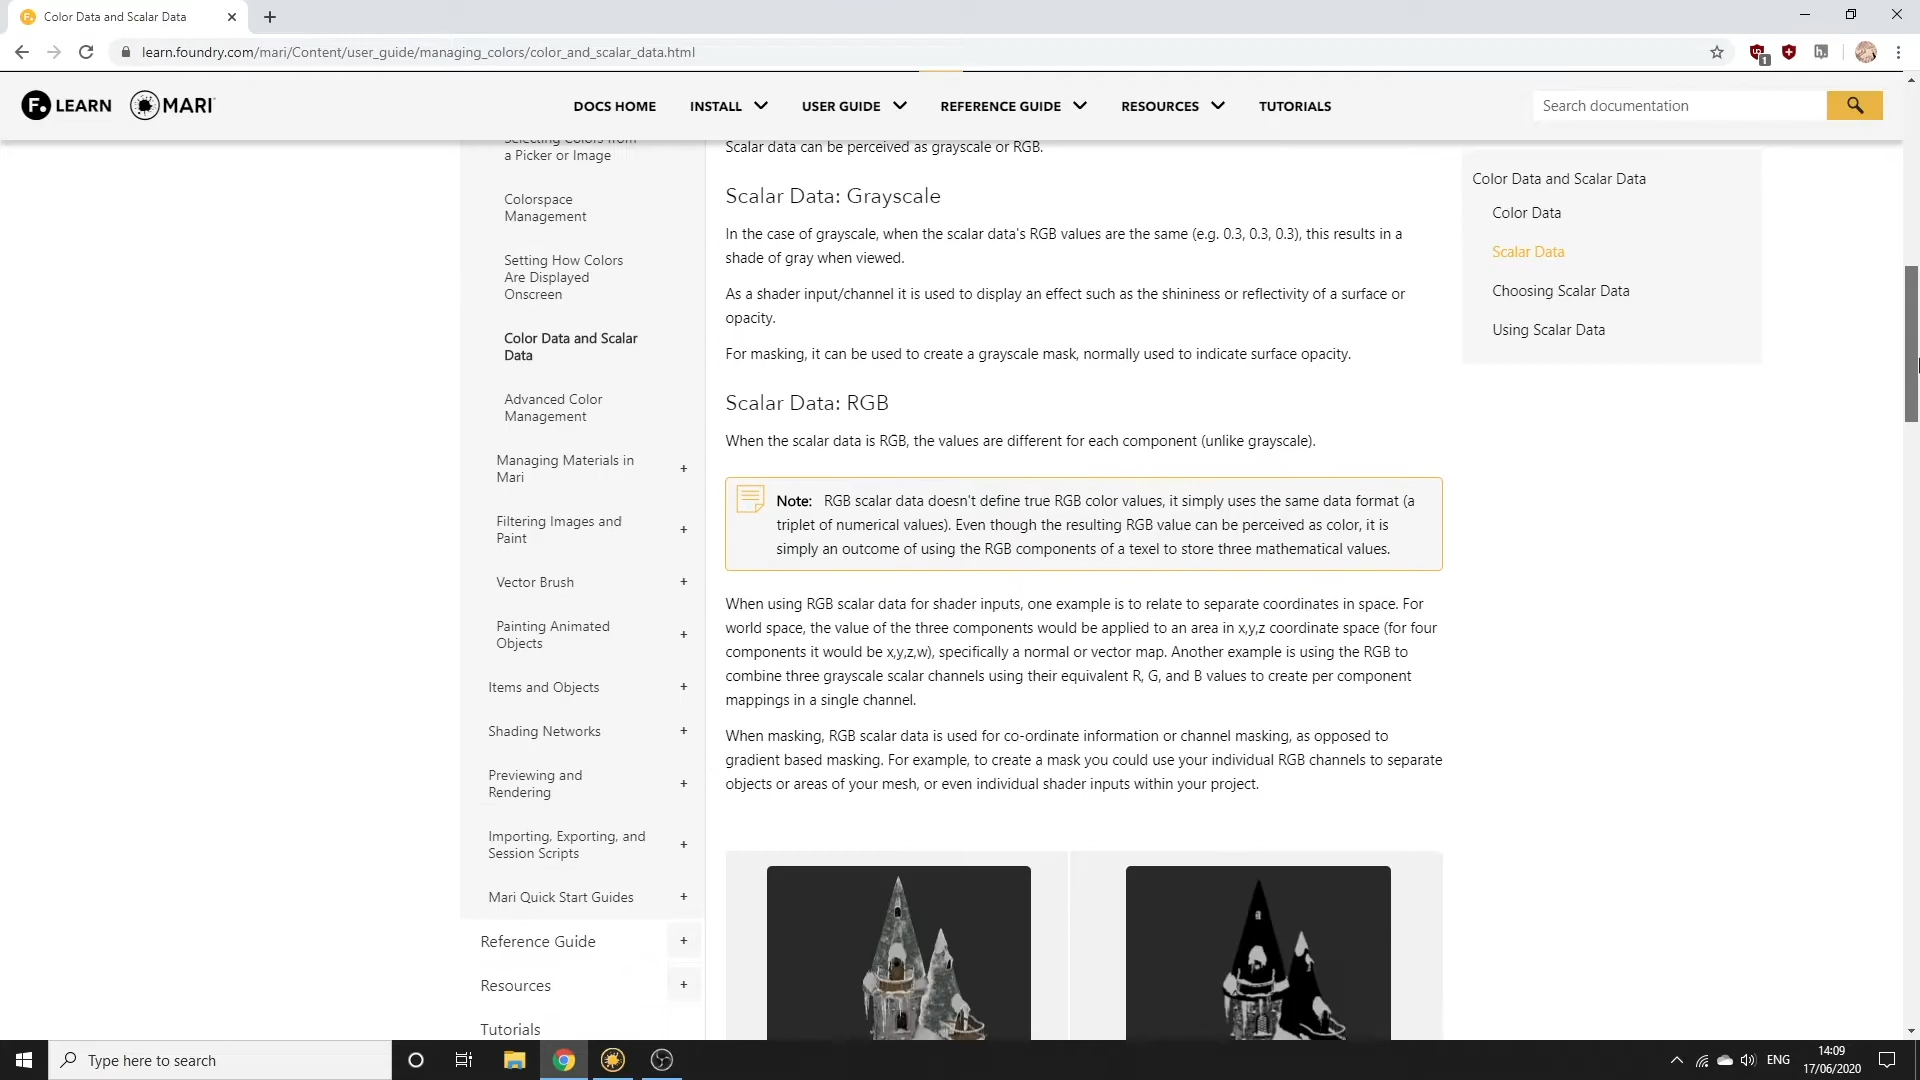 Color Data and Scalar Data
learn.foundry.com/mari/Content/user_guide/managing_colors/color_and_scalar_data.html
1
F. LEARN MARI
DOCS HOME
INSTALL
USER GUIDE
REFERENCE GUIDE
RESOURCES
TUTORIALS
Search documentation
Selecting Colors from
a Picker or Image
Colorspace
Management
Setting How Colors
Are Displayed
Onscreen
Color Data and Scalar
Data
Advanced Color
Management
Managing Materials in
Mari
+
Filtering Images and
Paint
+
Vector Brush +
Painting Animated
Objects
+
Items and Objects +
Shading Networks +
Previewing and
Rendering
+
Importing, Exporting, and
Session Scripts
+
Mari Quick Start Guides +
Reference Guide +
Resources +
Tutorials
Scalar data can be perceived as grayscale or RGB.
Scalar Data: Grayscale
In the case of grayscale, when the scalar data's RGB values are the same (e.g. 0.3, 0.3, 0.3), this results in a
shade of gray when viewed.
As a shader input/channel it is used to display an effect such as the shininess or reflectivity of a surface or
opacity.
For masking, it can be used to create a grayscale mask, normally used to indicate surface opacity.
Scalar Data: RGB
When the scalar data is RGB, the values are different for each component (unlike grayscale).
Note: RGB scalar data doesn't define true RGB color values, it simply uses the same data format (a
triplet of numerical values). Even though the resulting RGB value can be perceived as color, it is
simply an outcome of using the RGB components of a texel to store three mathematical values.
When using RGB scalar data for shader inputs, one example is to relate to separate coordinates in space. For
world space, the value of the three components would be applied to an area in x,y,z coordinate space (for four
components it would be x,y,z,w), specifically a normal or vector map. Another example is using the RGB to
combine three grayscale scalar channels using their equivalent R, G, and B values to create per component
mappings in a single channel.
When masking, RGB scalar data is used for co-ordinate information or channel masking, as opposed to
gradient based masking. For example, to create a mask you could use your individual RGB channels to separate
objects or areas of your mesh, or even individual shader inputs within your project.
Color Data and Scalar Data
Color Data
Scalar Data
Choosing Scalar Data
Using Scalar Data
Type here to search
ENG
14:09
17/06/2020